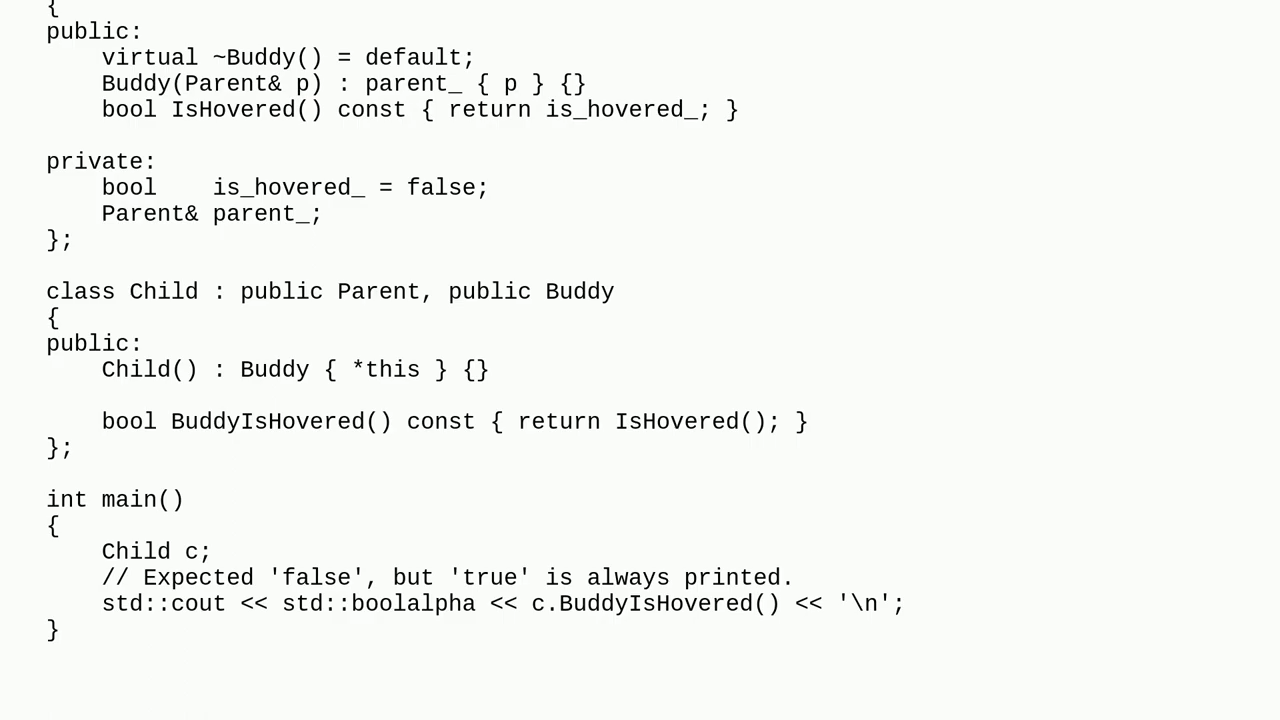 {
public:
    virtual ~Buddy() = default;
    Buddy(Parent& p) : parent_ { p } {}
    bool IsHovered() const { return is_hovered_; }

private:
    bool    is_hovered_ = false;
    Parent& parent_;
};

class Child : public Parent, public Buddy
{
public:
    Child() : Buddy { *this } {}

    bool BuddyIsHovered() const { return IsHovered(); }
};

int main()
{
    Child c;
    // Expected 'false', but 'true' is always printed.
    std::cout << std::boolalpha << c.BuddyIsHovered() << '\n';
}